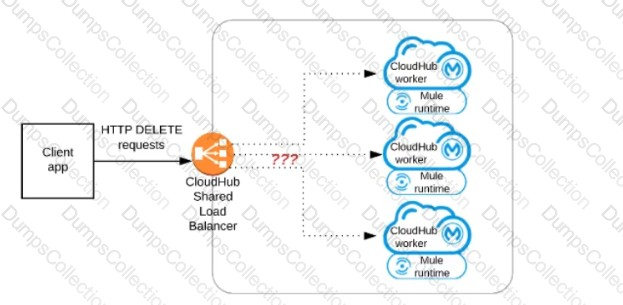 CloudHub
worker
Mule
runtime
HTTP DELETE
requests
Client
app
???
CloudHub
Shared
Load
Balancer
CloudHub
worker
Mule
runtime
CloudHub
worker
Mule
runtime
DumpsCollection